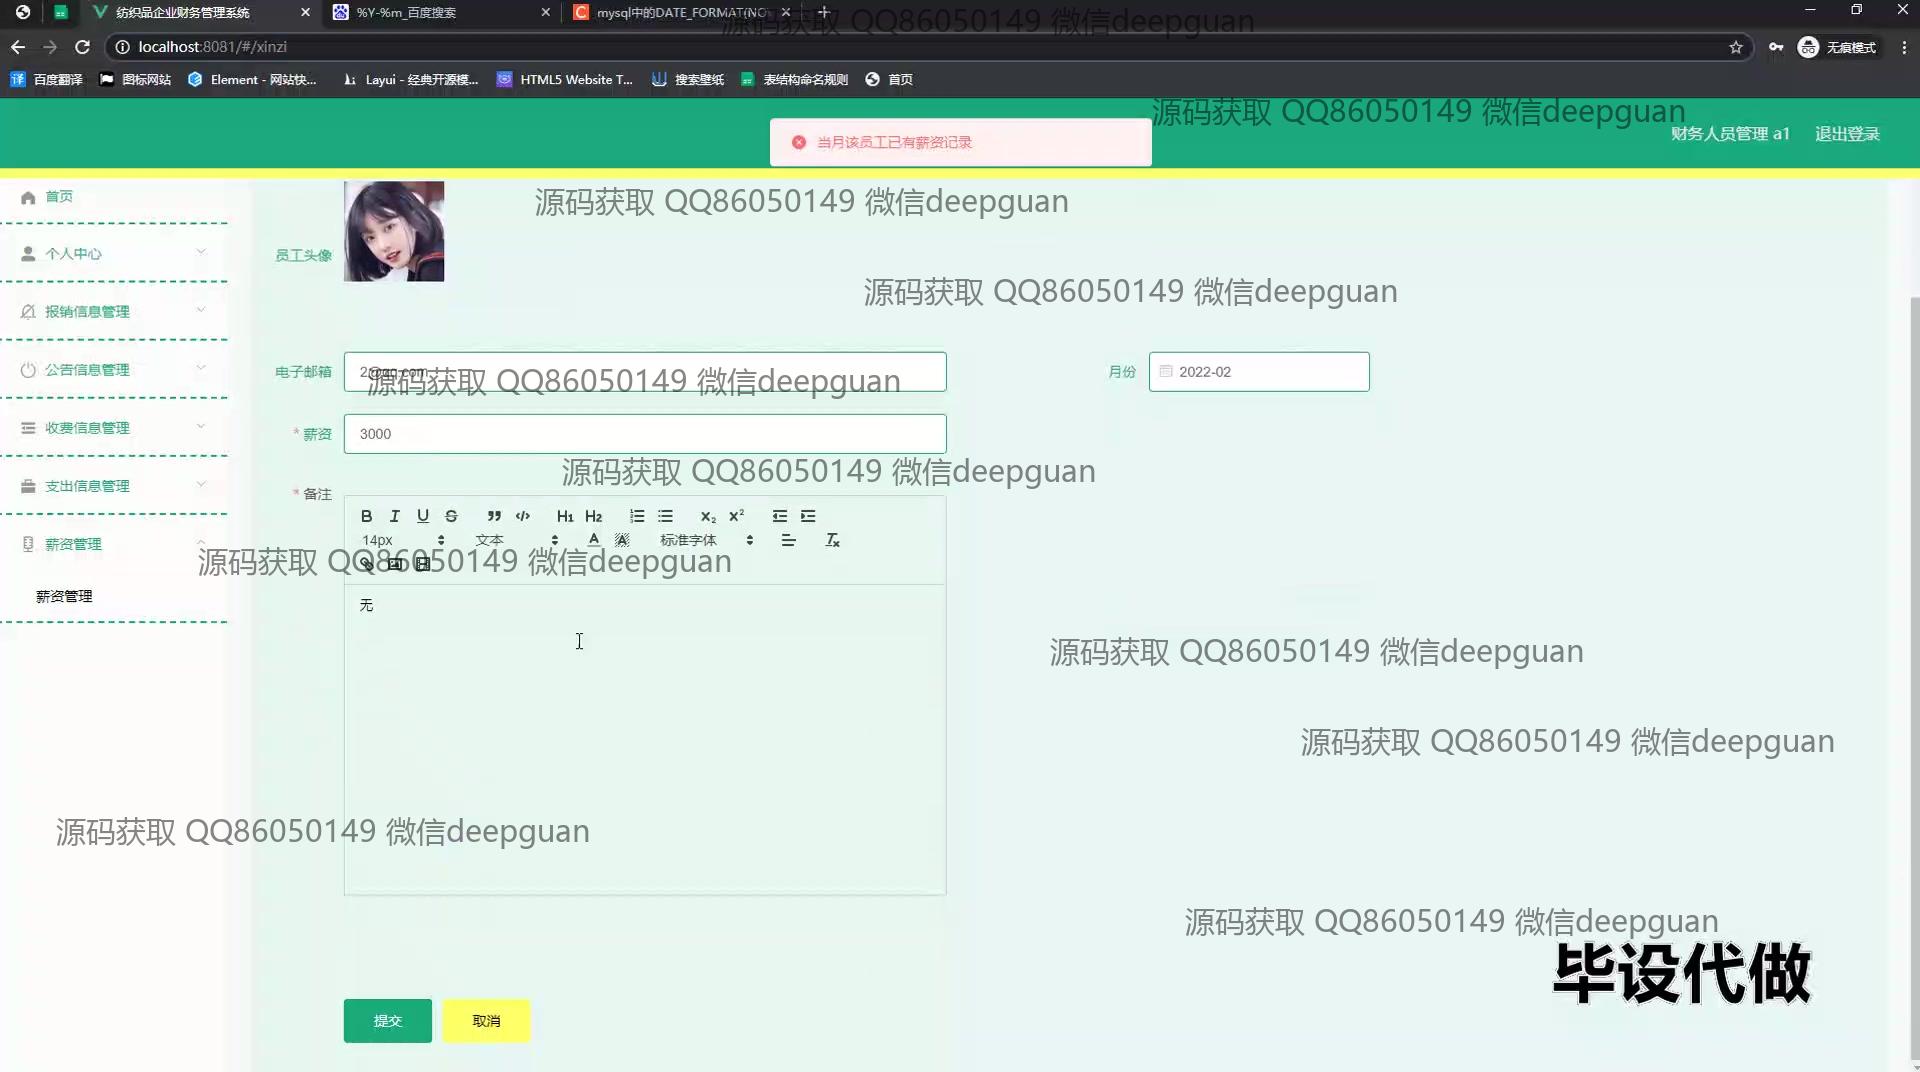 纺织品企业财务管理系统
%Y-%m_百度搜索
mysql中的DATE_FORMAT(NO
源码获取 QQ86050149 微信deepguan
localhost:8081/#/xinzi
无痕模式
百度翻译
图标网站
Element - 网站快...
Layui - 经典开源模...
HTML5 Website T...
搜索壁纸
表结构命名规则
首页
源码获取 QQ86050149 微信deepguan
当月该员工已有薪资记录
财务人员管理 a1
退出登录
首页
源码获取 QQ86050149 微信deepguan
个人中心
员工头像
源码获取 QQ86050149 微信deepguan
报销信息管理
公告信息管理
电子邮箱
2@qq.com
月份
2022-02
源码获取 QQ86050149 微信deepguan
收费信息管理
* 薪资
3000
源码获取 QQ86050149 微信deepguan
支出信息管理
* 备注
B I U S H1 H2 X2 X2
14px
文本
A
标准字体
薪资管理
源码获取 QQ86050149 微信deepguan
薪资管理
无
源码获取 QQ86050149 微信deepguan
源码获取 QQ86050149 微信deepguan
源码获取 QQ86050149 微信deepguan
源码获取 QQ86050149 微信deepguan
毕设代做
提交
取消